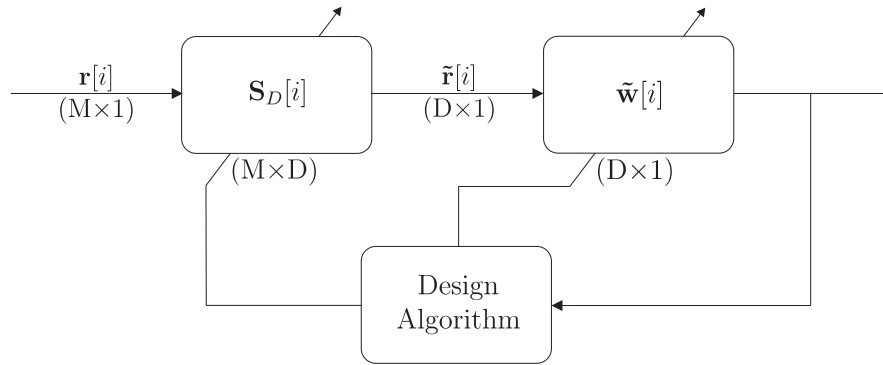 r[i]
(M×1)
S_D[i]
(M×D)
r̃[i]
(D×1)
w̃[i]
(D×1)
Design
Algorithm